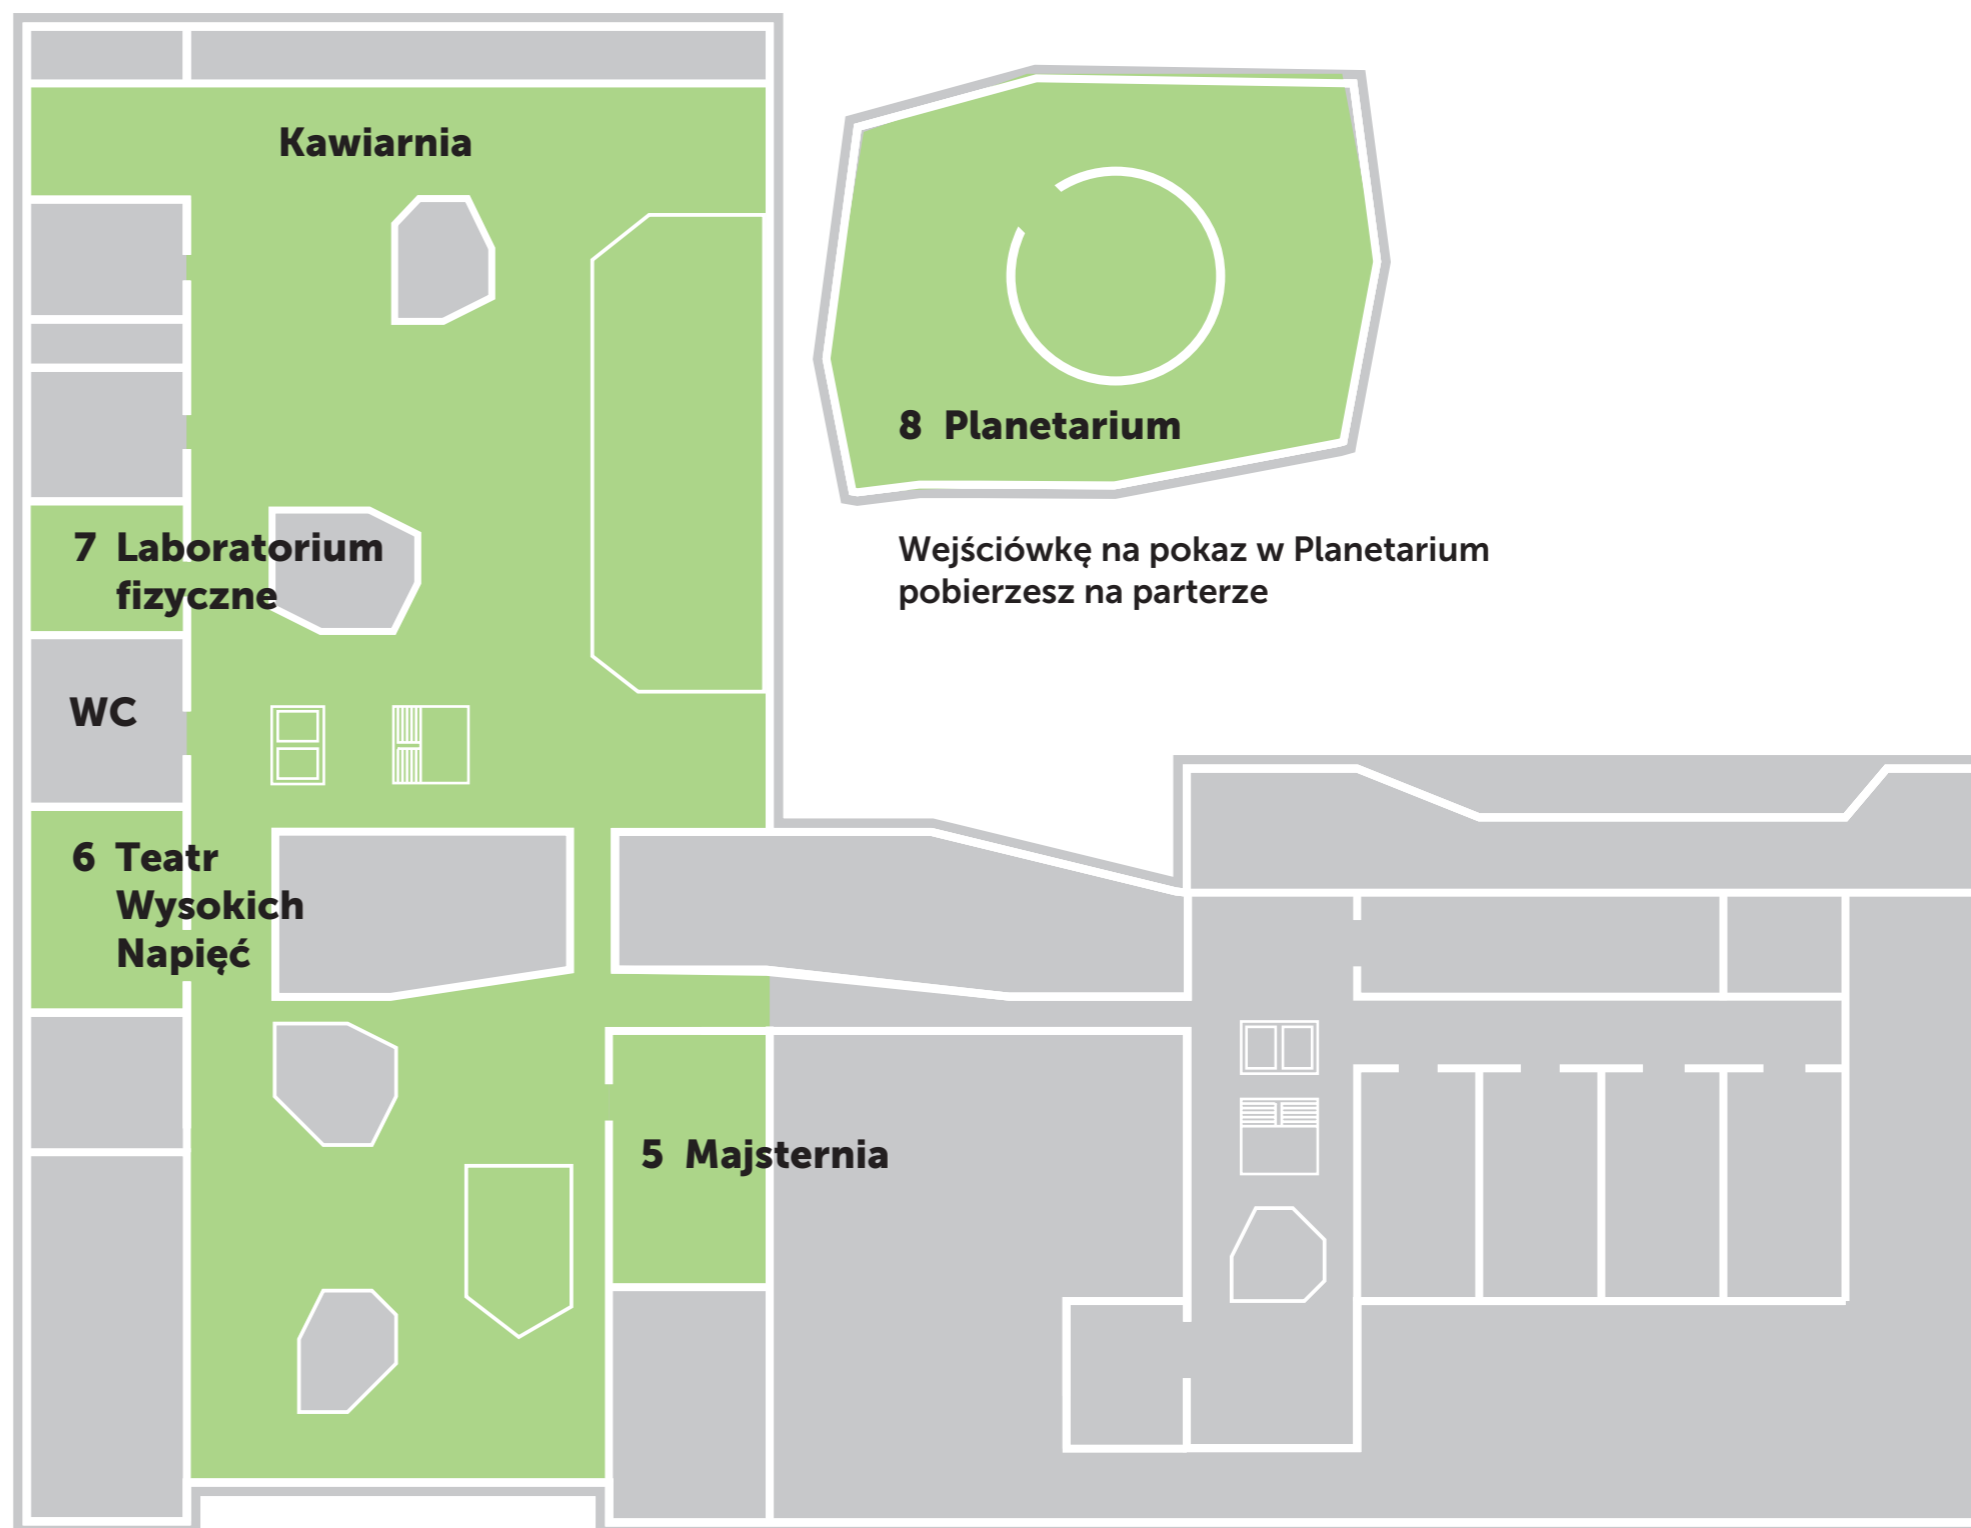 Kawiarnia
8 Planetarium
Wejściówkę na pokaz w Planetarium
pobierzesz na parterze
7 Laboratorium
fizyczne
WC
6 Teatr
Wysokich
Napięć
5 Majsternia